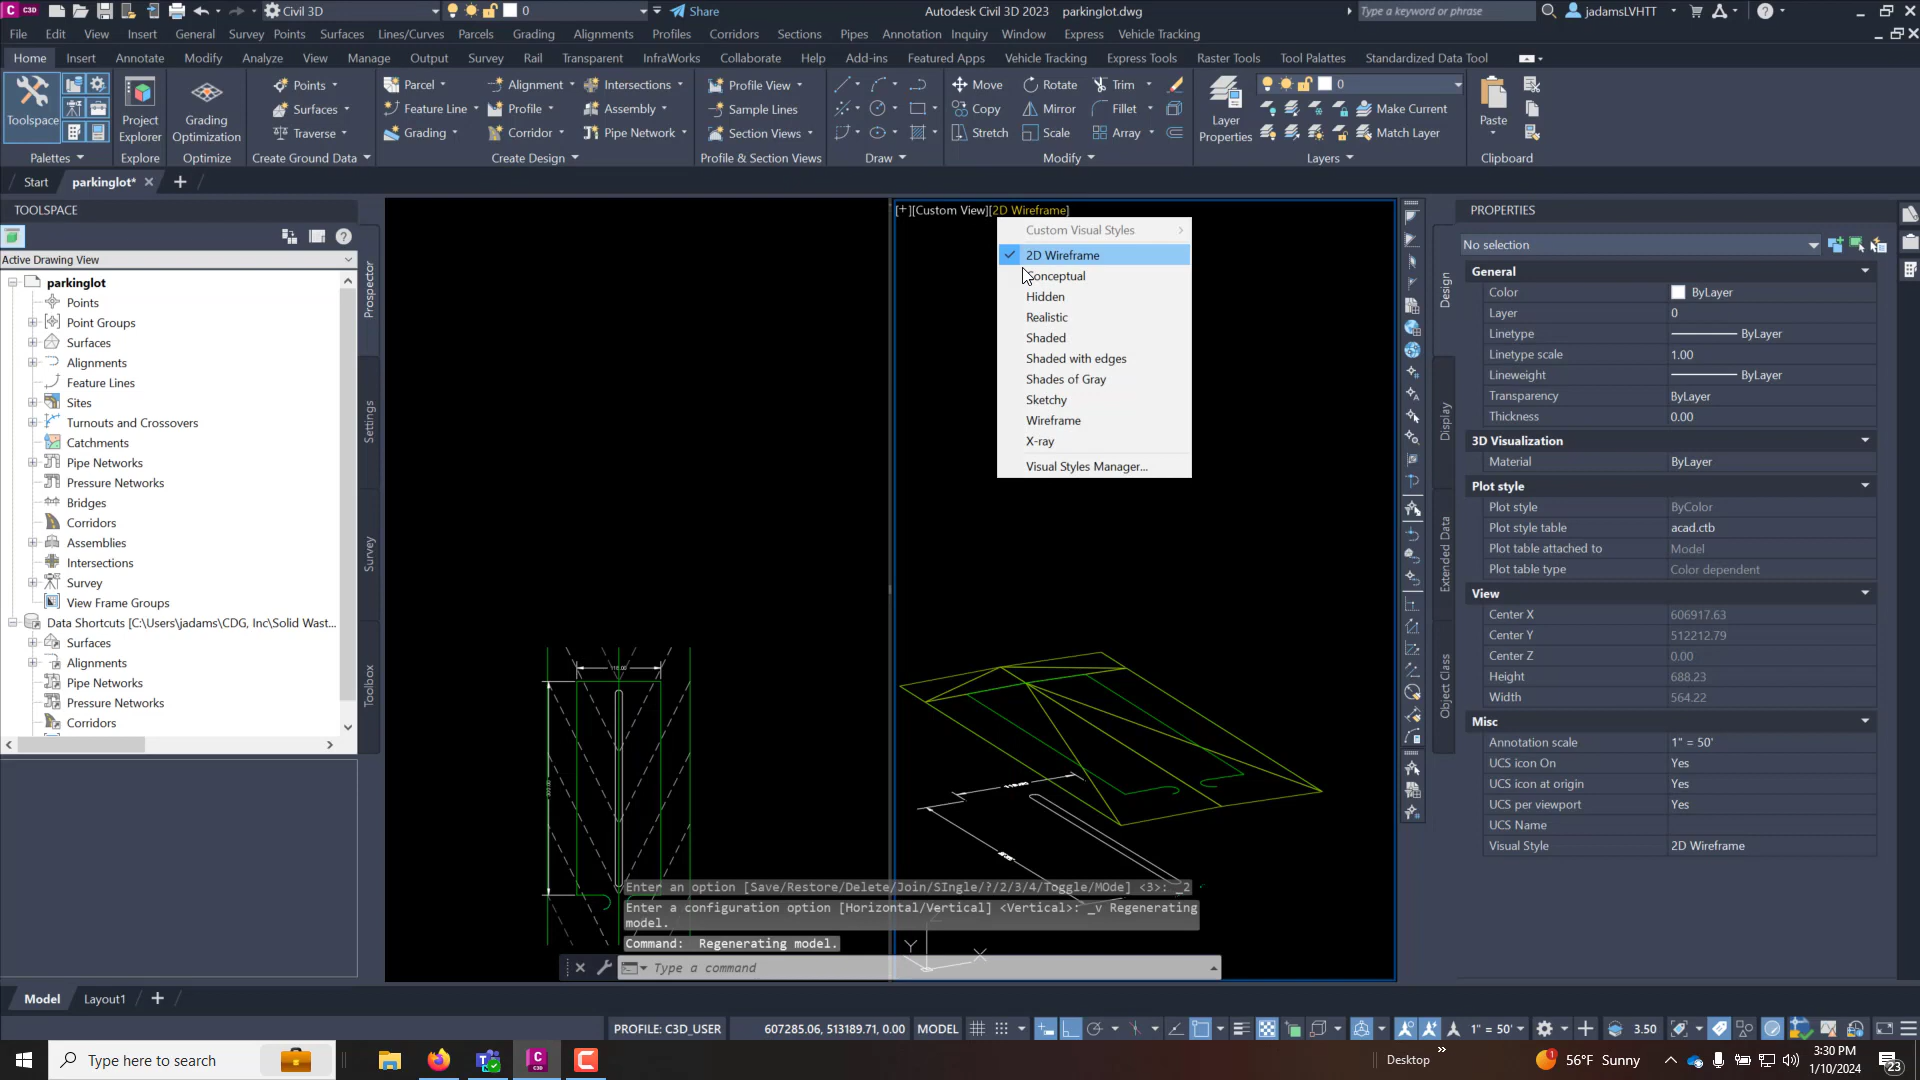 C3D Civil 3D 0 Share Autodesk Civil 3D 2023 parkinglot.dwg Type a keyword or phrase jadamsLVHTT
File Edit View Insert General Survey Points Surfaces Lines/Curves Parcels Grading Alignments Profiles Corridors Sections Pipes Annotation Inquiry Window Express Vehicle Tracking
Home Insert Annotate Modify Analyze View Manage Output Survey Rail Transparent InfraWorks Collaborate Help Add-ins Featured Apps Vehicle Tracking Express Tools Raster Tools Tool Palettes Standardized Data Tool
Points Parcel Alignment Intersections Profile View Move Rotate Trim 0
Surfaces Feature Line Profile Assembly Sample Lines Copy Mirror Fillet Make Current
Toolspace Project Explorer Grading Optimization Traverse Grading Corridor Pipe Network Section Views Stretch Scale Array Layer Properties Match Layer Paste
Palettes Explore Optimize Create Ground Data Create Design Profile & Section Views Draw Modify Layers Clipboard
Start parkinglot*
TOOLSPACE
Active Drawing View
parkinglot
Points
Point Groups
Surfaces
Alignments
Feature Lines
Sites
Turnouts and Crossovers
Catchments
Pipe Networks
Pressure Networks
Bridges
Corridors
Assemblies
Intersections
Survey
View Frame Groups
Data Shortcuts [C:\Users\jadams\CDG, Inc\Solid Wast...
Surfaces
Alignments
Pipe Networks
Pressure Networks
Corridors
Prospector
Settings
Survey
Toolbox
[+][Custom View][2D Wireframe]
Custom Visual Styles
2D Wireframe
Conceptual
Hidden
Realistic
Shaded
Shaded with edges
Shades of Gray
Sketchy
Wireframe
X-ray
Visual Styles Manager...
Enter an option [Save/Restore/Delete/Join/SIngle/?/2/3/4/Toggle/MOde] <3>: _2
Enter a configuration option [Horizontal/Vertical] <Vertical>: _v Regenerating
model.
Command: Regenerating model.
Type a command
Y X
PROPERTIES
No selection
Design
Display
Extended Data
Object Class
General
Color ByLayer
Layer 0
Linetype ByLayer
Linetype scale 1.00
Lineweight ByLayer
Transparency ByLayer
Thickness 0.00
3D Visualization
Material ByLayer
Plot style
Plot style ByColor
Plot style table acad.ctb
Plot table attached to Model
Plot table type Color dependent
View
Center X 606917.63
Center Y 512212.79
Center Z 0.00
Height 688.23
Width 564.22
Misc
Annotation scale 1" = 50'
UCS icon On Yes
UCS icon at origin Yes
UCS per viewport Yes
UCS Name
Visual Style 2D Wireframe
Model Layout1
PROFILE: C3D_USER 607285.06, 513189.71, 0.00 MODEL 1" = 50' 3.50
Type here to search Desktop 1 56°F Sunny 3:30 PM
1/10/2024 23